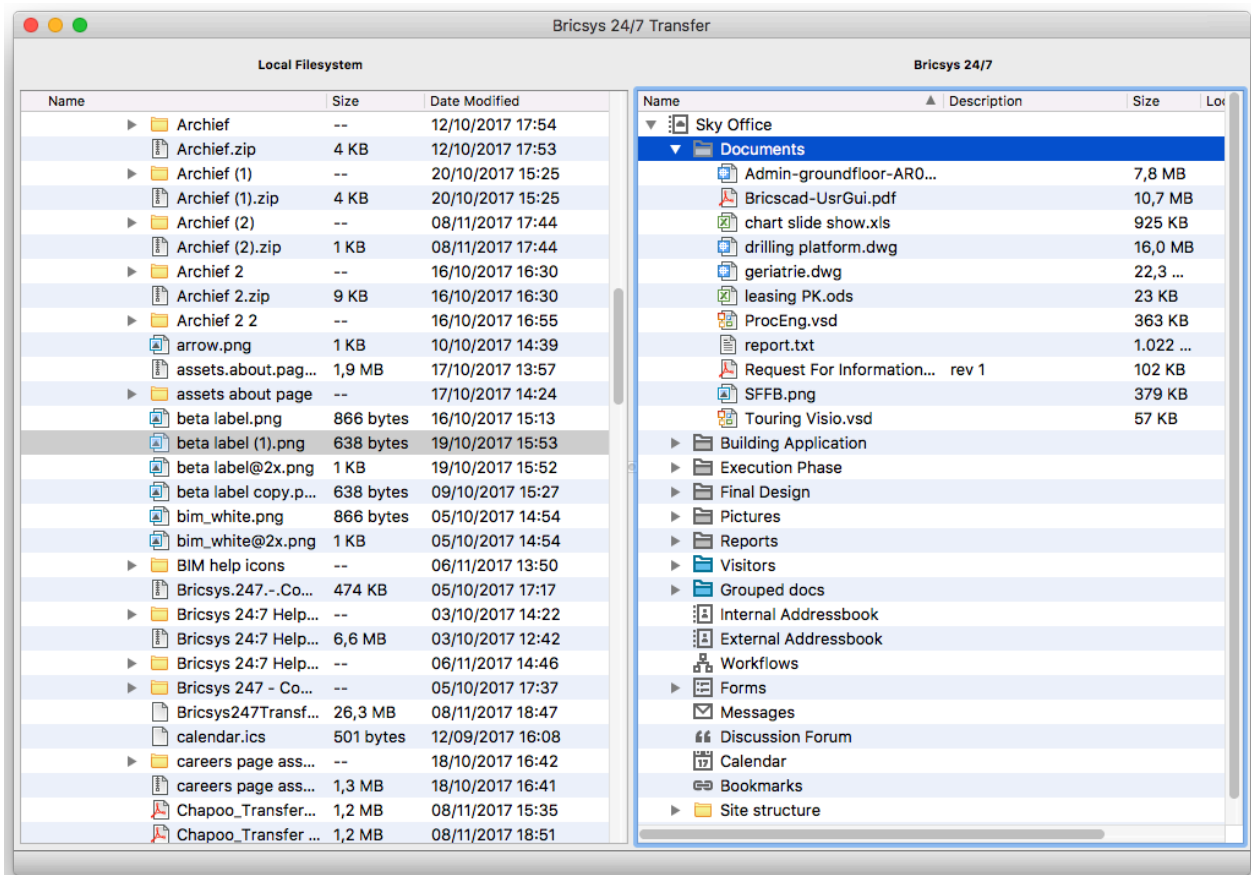 Bricsys 24/7 Transfer
Local Filesystem
Name Size Date Modified
Archief -- 12/10/2017 17:54
Archief.zip 4 KB 12/10/2017 17:53
Archief (1) -- 20/10/2017 15:25
Archief (1).zip 4 KB 20/10/2017 15:25
Archief (2) -- 08/11/2017 17:44
Archief (2).zip 1 KB 08/11/2017 17:44
Archief 2 -- 16/10/2017 16:30
Archief 2.zip 9 KB 16/10/2017 16:30
Archief 2 2 -- 16/10/2017 16:55
arrow.png 1 KB 10/10/2017 14:39
assets.about.pag... 1,9 MB 17/10/2017 13:57
assets about page -- 17/10/2017 14:24
beta label.png 866 bytes 16/10/2017 15:13
beta label (1).png 638 bytes 19/10/2017 15:53
beta label@2x.png 1 KB 19/10/2017 15:52
beta label copy.p... 638 bytes 09/10/2017 15:27
bim_white.png 866 bytes 05/10/2017 14:54
bim_white@2x.png 1 KB 05/10/2017 14:54
BIM help icons -- 06/11/2017 13:50
Bricsys.247.-.Co... 474 KB 05/10/2017 17:17
Bricsys 24:7 Help... -- 03/10/2017 14:22
Bricsys 24:7 Help... 6,6 MB 03/10/2017 12:42
Bricsys 24:7 Help... -- 06/11/2017 14:46
Bricsys 247 - Co... -- 05/10/2017 17:37
Bricsys247Transf... 26,3 MB 08/11/2017 18:47
calendar.ics 501 bytes 12/09/2017 16:08
careers page ass... -- 18/10/2017 16:42
careers page ass... 1,3 MB 18/10/2017 16:41
Chapoo_Transfer... 1,2 MB 08/11/2017 15:35
Chapoo_Transfer ... 1,2 MB 08/11/2017 18:51
Bricsys 24/7
Name Description Size Loc
Sky Office
Documents
Admin-groundfloor-AR0... 7,8 MB
Bricscad-UsrGui.pdf 10,7 MB
chart slide show.xls 925 KB
drilling platform.dwg 16,0 MB
geriatrie.dwg 22,3 ...
leasing PK.ods 23 KB
ProcEng.vsd 363 KB
report.txt 1.022 ...
Request For Information... rev 1 102 KB
SFFB.png 379 KB
Touring Visio.vsd 57 KB
Building Application
Execution Phase
Final Design
Pictures
Reports
Visitors
Grouped docs
Internal Addressbook
External Addressbook
Workflows
Forms
Messages
Discussion Forum
Calendar
Bookmarks
Site structure